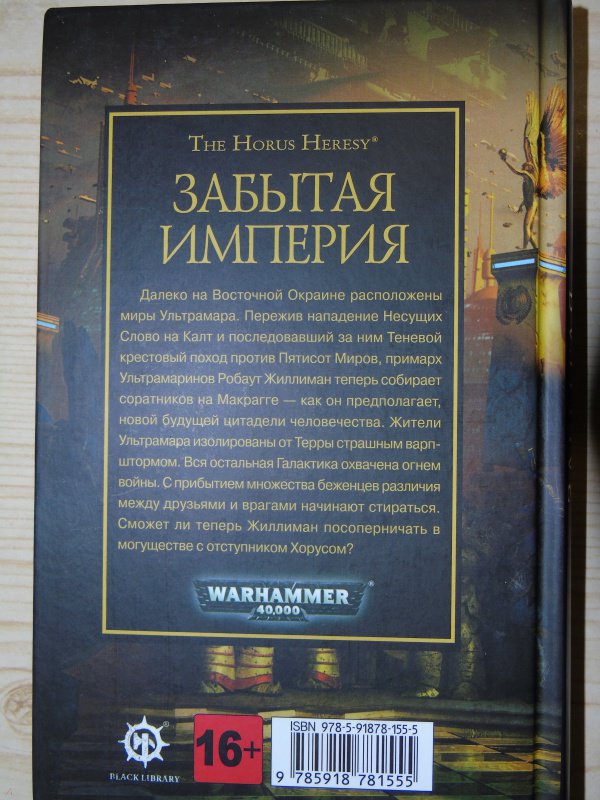 THE HORUS HERESY®
ЗАБЫТАЯ
ИМПЕРИЯ
Далеко на Восточной Окраине расположены
миры Ультрамара. Пережив нападение Несущих
Слово на Калт и последовавший за ним Теневой
крестовый поход против Пятисот Миров, примарх
Ультрамаринов Робаут Жиллиман теперь собирает
соратников на Макрагге — как он предполагает,
новой будущей цитадели человечества. Жители
Ультрамара изолированы от Терры страшным варп-
штормом. Вся остальная Галактика охвачена огнем
войны. С прибытием множества беженцев различия
между друзьями и врагами начинают стираться.
Сможет ли теперь Жиллиман посоперничать в
могуществе с отступником Хорусом?
WARHAMMER®
40,000
BLACK LIBRARY®
16+
ISBN 978-5-91878-155-5
9 785918 781555